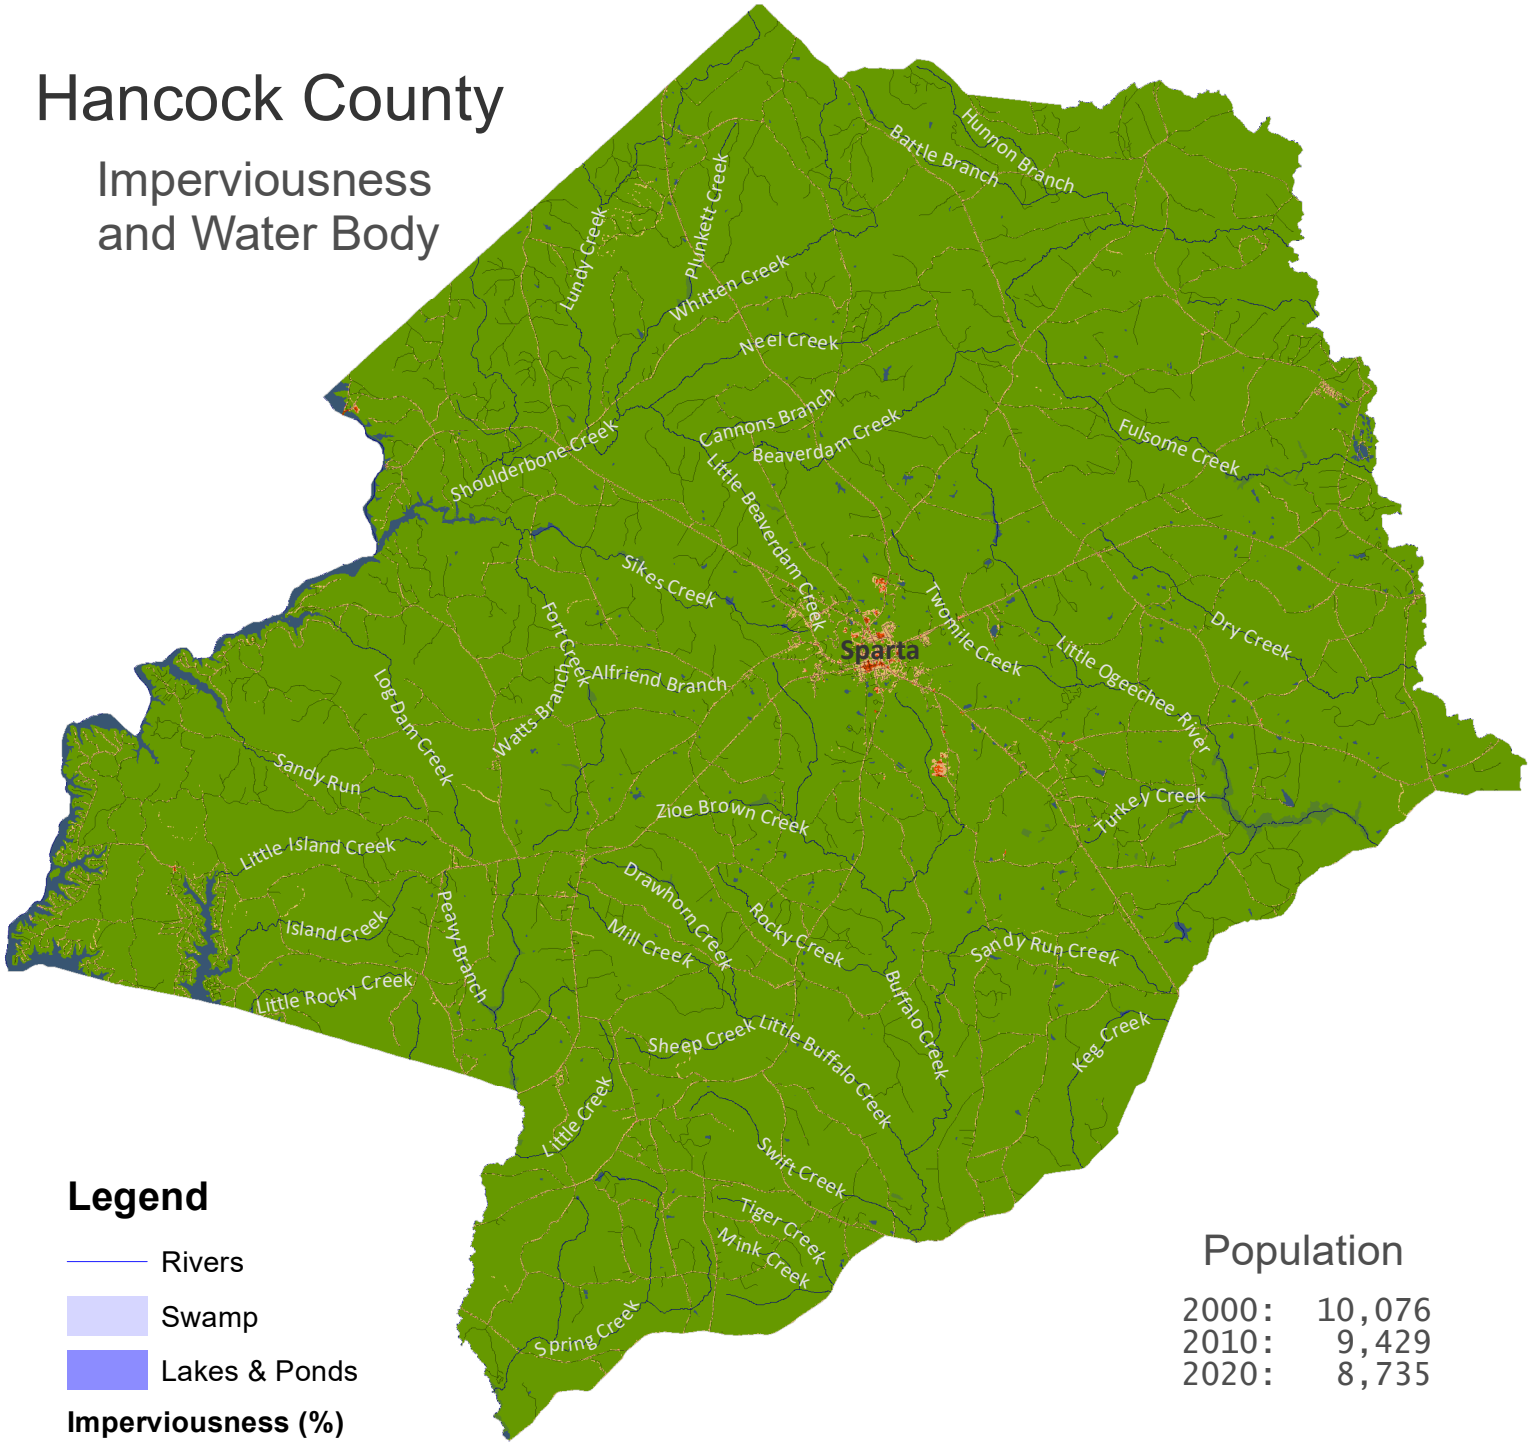 Hancock County
Imperviousness
and Water Body
Hunnon Branch
Battle Branch
Plunkett Creek
Lundy Creek
Whitten Creek
Neel Creek
Cannons Branch
Beaverdam Creek
Shoulderbone Creek
Fulsome Creek
Little Beaverdam Creek
Sikes Creek
Fort Creek
Twomile Creek
Dry Creek
Sparta
Little Ogeechee River
Alfriend Branch
Watts Branch
Log Dam Creek
Sandy Run
Turkey Creek
Zioe Brown Creek
Little Island Creek
Drawhorn Creek
Rocky Creek
Island Creek
Peavy Branch
Mill Creek
Sandy Run Creek
Little Rocky Creek
Buffalo Creek
Sheep Creek
Little Buffalo Creek
Keg Creek
Little Creek
Swift Creek
Tiger Creek
Mink Creek
Spring Creek
Legend
Rivers
Swamp
Lakes & Ponds
Imperviousness (%)
Population
2000: 10,076
2010: 9,429
2020: 8,735